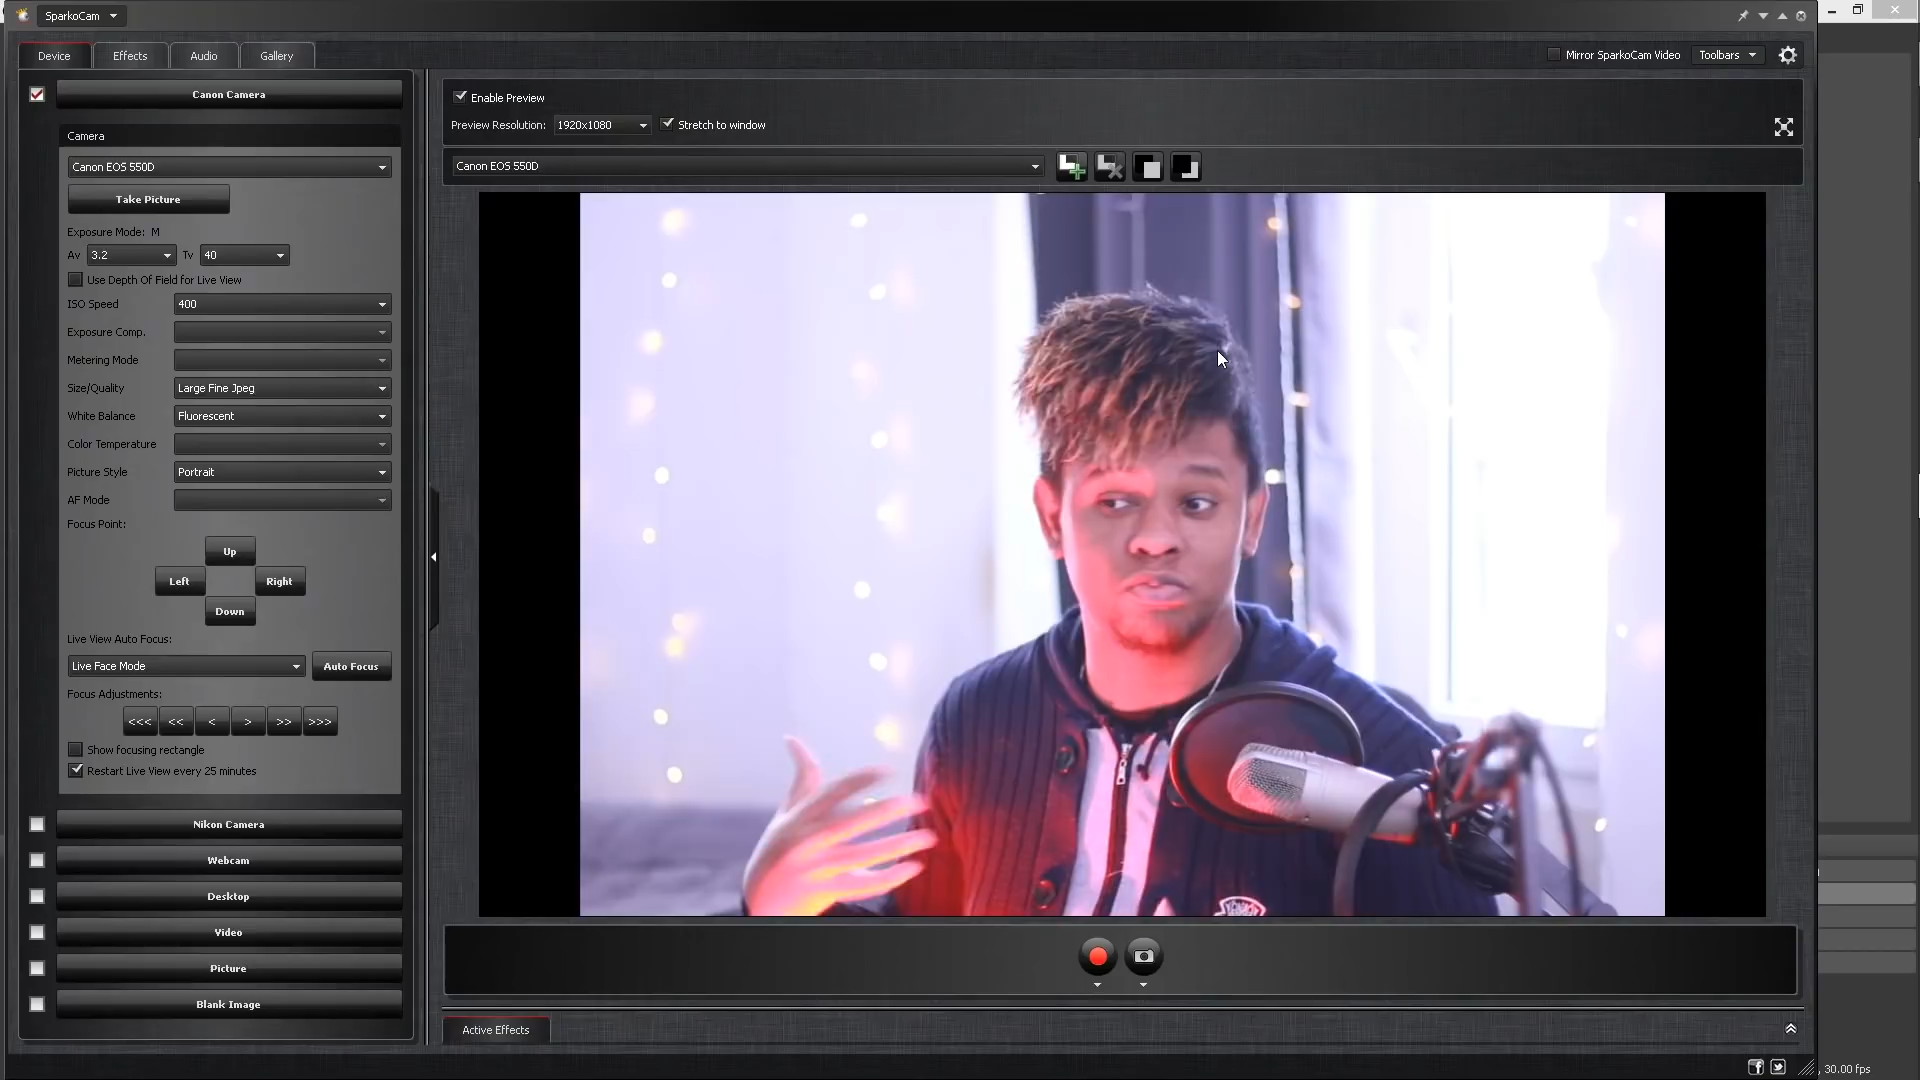 SparkoCam
Device
Effects
Audio
Gallery
Mirror SparkoCam Video
Toolbars
Canon Camera
Enable Preview
Preview Resolution: 1920x1080
Stretch to window
Camera
Canon EOS 550D
Canon EOS 550D
Take Picture
Exposure Mode: M
Av 3.2 Tv 40
Use Depth Of Field for Live View
ISO Speed 400
Exposure Comp.
Metering Mode
Size/Quality Large Fine Jpeg
White Balance Fluorescent
Color Temperature
Picture Style Portrait
AF Mode
Focus Point:
Up
Left Right
Down
Live View Auto Focus:
Live Face Mode Auto Focus
Focus Adjustments:
<<< << < > >> >>>
Show focusing rectangle
Restart Live View every 25 minutes
Nikon Camera
Webcam
Desktop
Video
Picture
Blank Image
Active Effects
, 30.00 fps